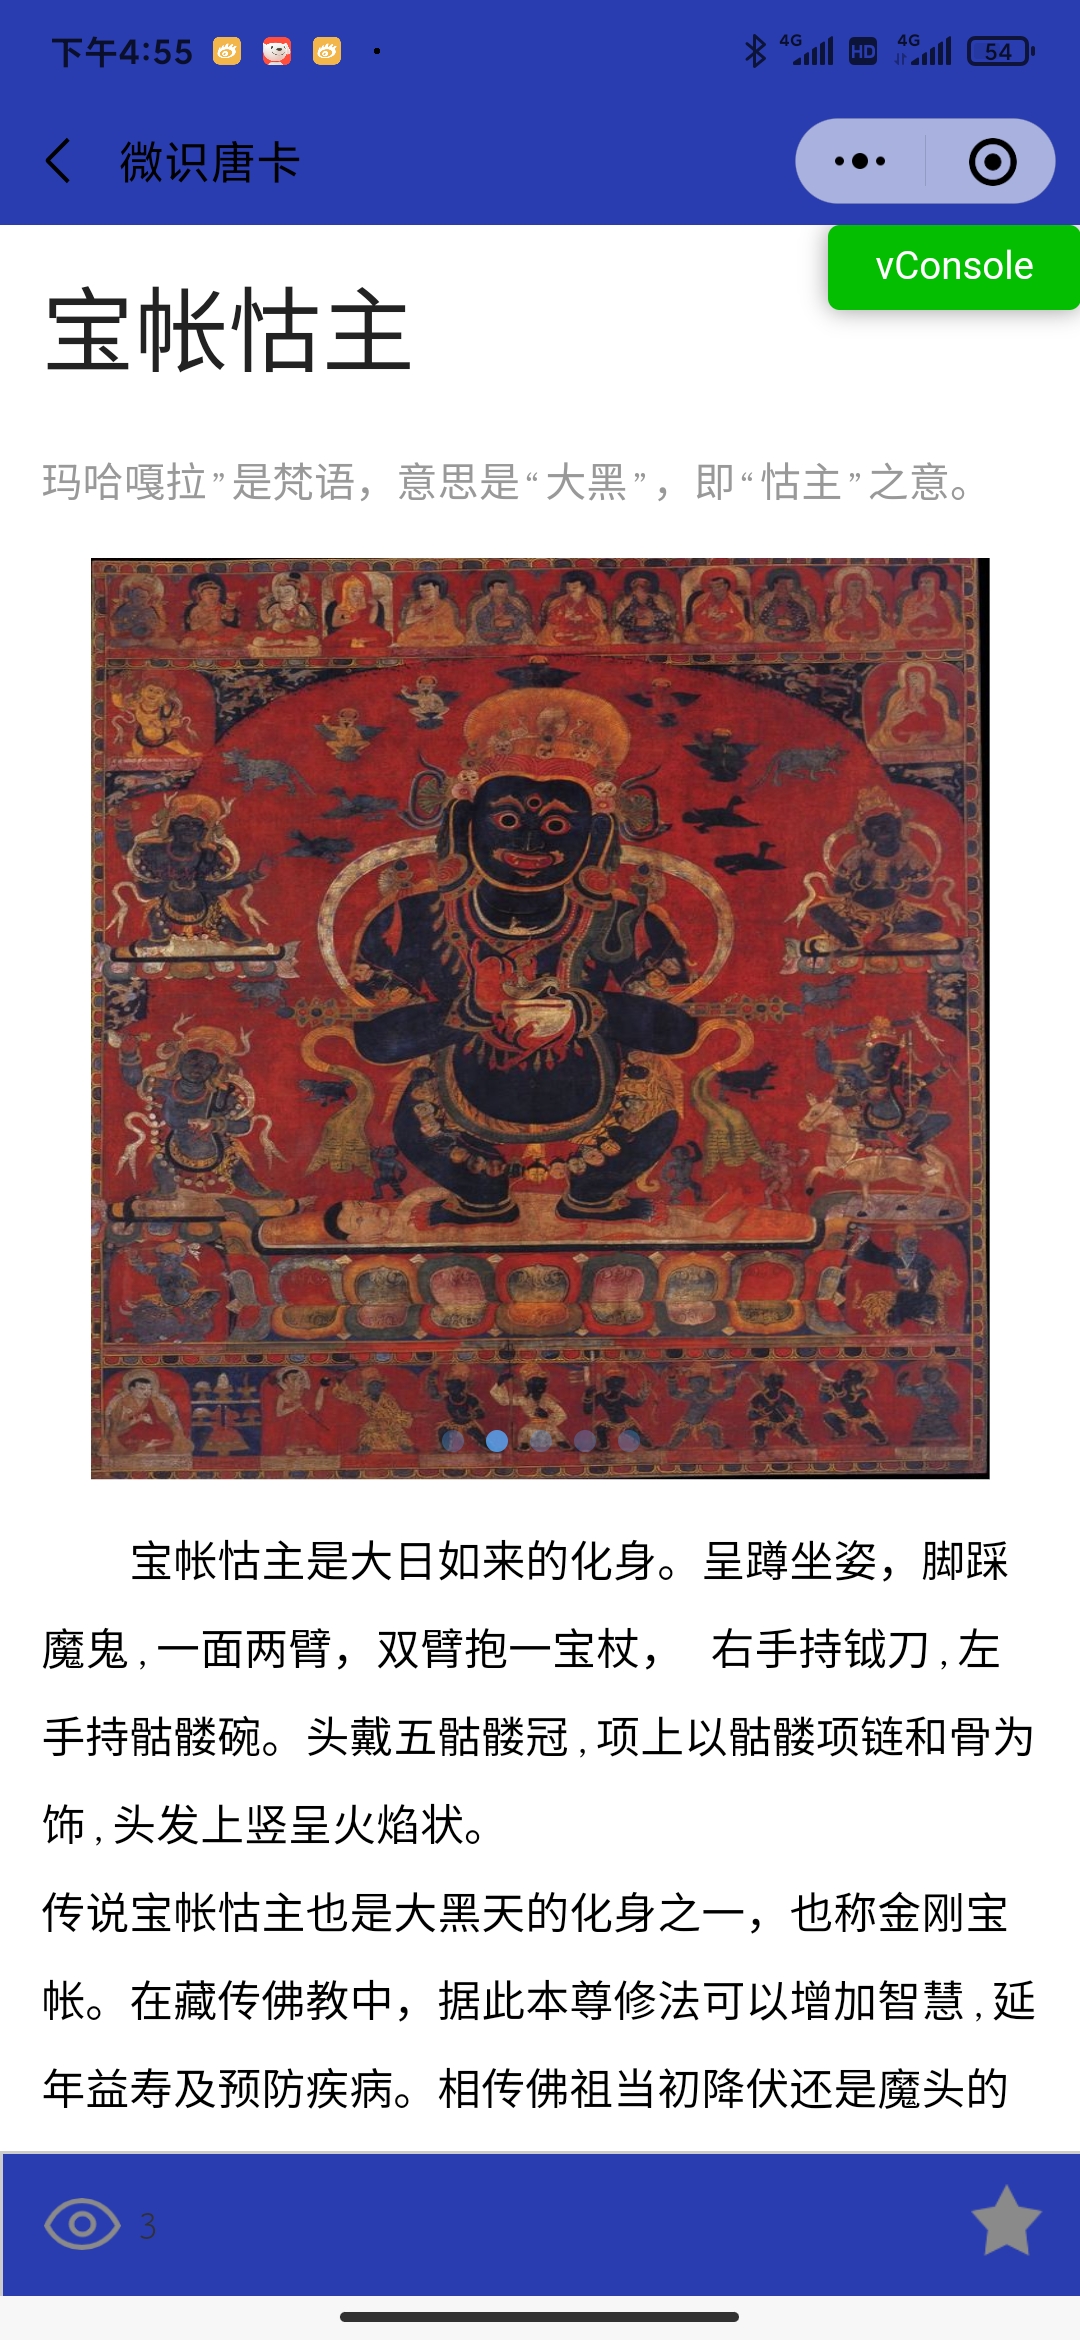 下午4:55
4G
HD
4G
54
微识唐卡
vConsole
宝帐怙主
玛哈嘎拉”是梵语，意思是“大黑”，即“怙主”之意。
宝帐怙主是大日如来的化身。呈蹲坐姿，脚踩
魔鬼,一面两臂，双臂抱一宝杖， 右手持钺刀,左
手持骷髅碗。头戴五骷髅冠,项上以骷髅项链和骨为
饰,头发上竖呈火焰状。
传说宝帐怙主也是大黑天的化身之一，也称金刚宝
帐。在藏传佛教中，据此本尊修法可以增加智慧,延
年益寿及预防疾病。相传佛祖当初降伏还是魔头的
3